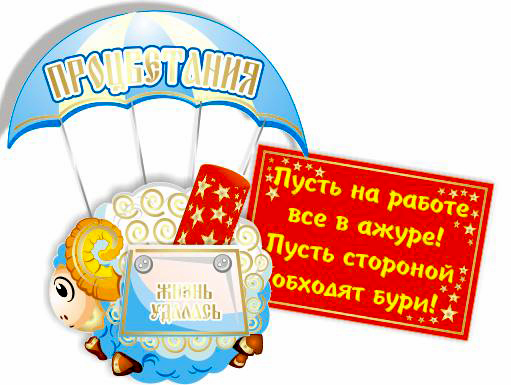 ПРОЦВЕТАНИЯ
ЖИЗНЬ
УДАЛАСЬ
Пусть на работе
все в ажуре!
Пусть стороной
обходят бури!